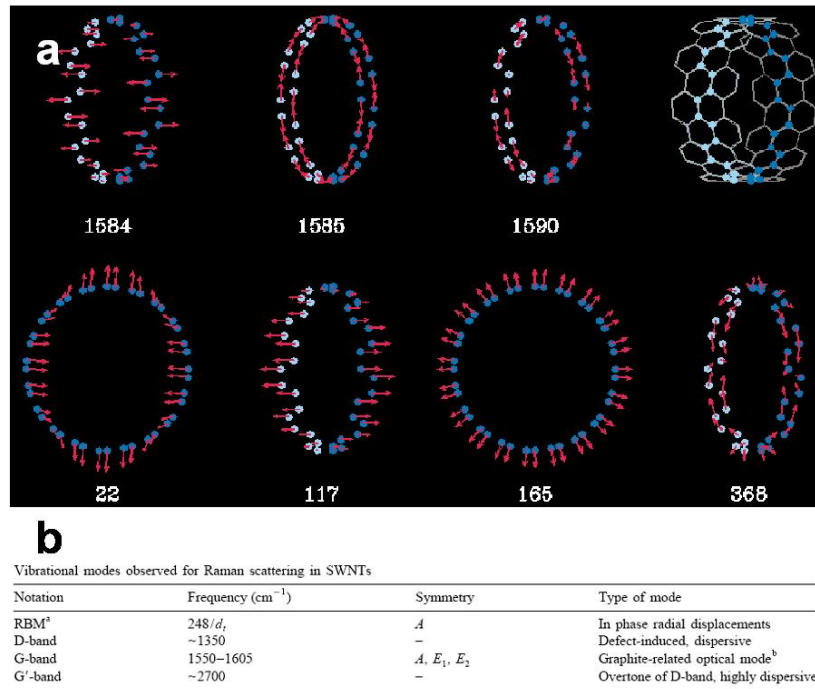 a
1584 1585 1590
22 117 165 368
b
Vibrational modes observed for Raman scattering in SWNTs
Notation Frequency (cm⁻¹) Symmetry Type of mode
RBMᵃ 248/dₜ A In phase radial displacements
D-band ~1350 – Defect-induced, dispersive
G-band 1550–1605 A, E₁, E₂ Graphite-related optical modeᵇ
G′-band ~2700 – Overtone of D-band, highly dispersive